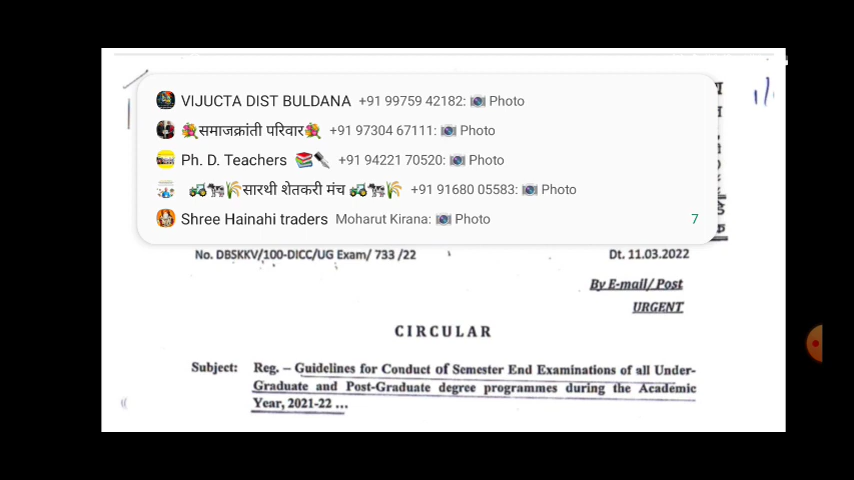 VIJUCTA DIST BULDANA +91 99759 42182: 📷 Photo
💐समाजक्रांती परिवार💐 +91 97304 67111: 📷 Photo
Ph. D. Teachers 📚✒️ +91 94221 70520: 📷 Photo
🚜🐄🌾सारथी शेतकरी मंच 🚜🐄🌾 +91 91680 05583: 📷 Photo
Shree Hainahi traders Moharut Kirana: 📷 Photo 7
No. DBSKKV/100-DICC/UG Exam/ 733 /22 Dt. 11.03.2022
By E-mail/Post
URGENT
CIRCULAR
Subject: Reg. – Guidelines for Conduct of Semester End Examinations of all Under-
Graduate and Post-Graduate degree programmes during the Academic
Year, 2021-22 ...